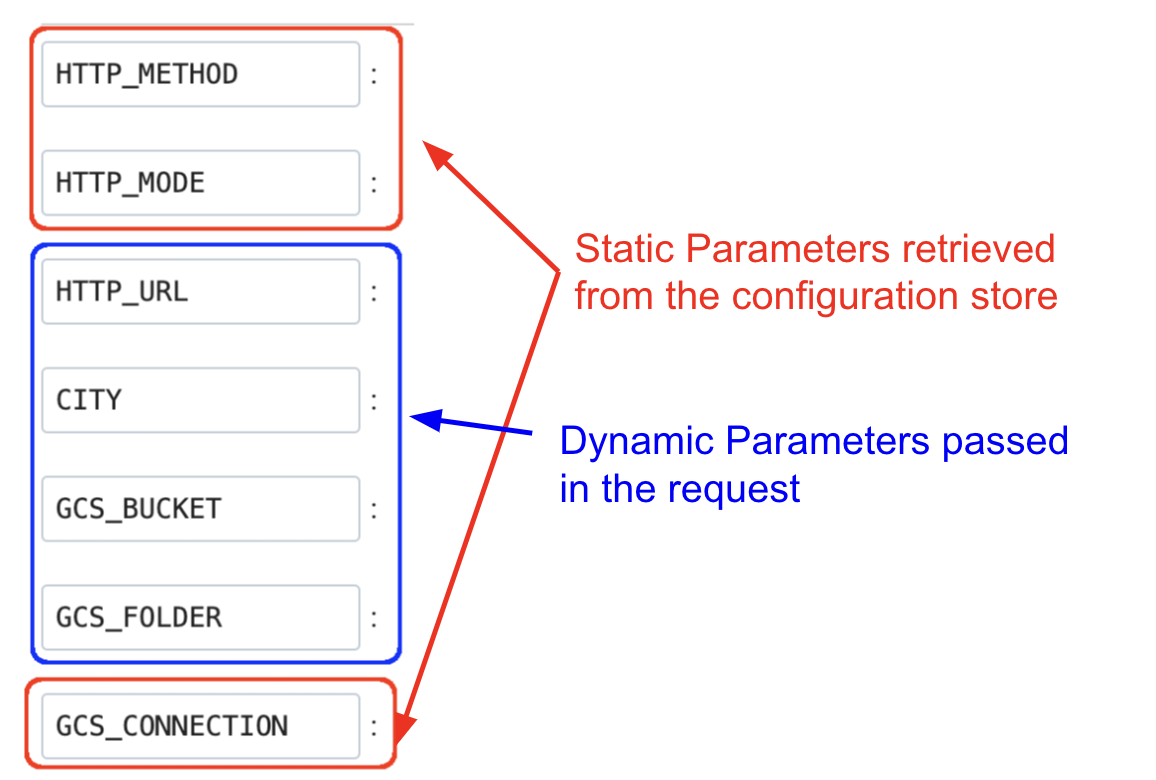 HTTP_METHOD :
HTTP_MODE :
HTTP_URL :
CITY :
GCS_BUCKET :
GCS_FOLDER :
GCS_CONNECTION :
Static Parameters retrieved
from the configuration store
Dynamic Parameters passed
in the request